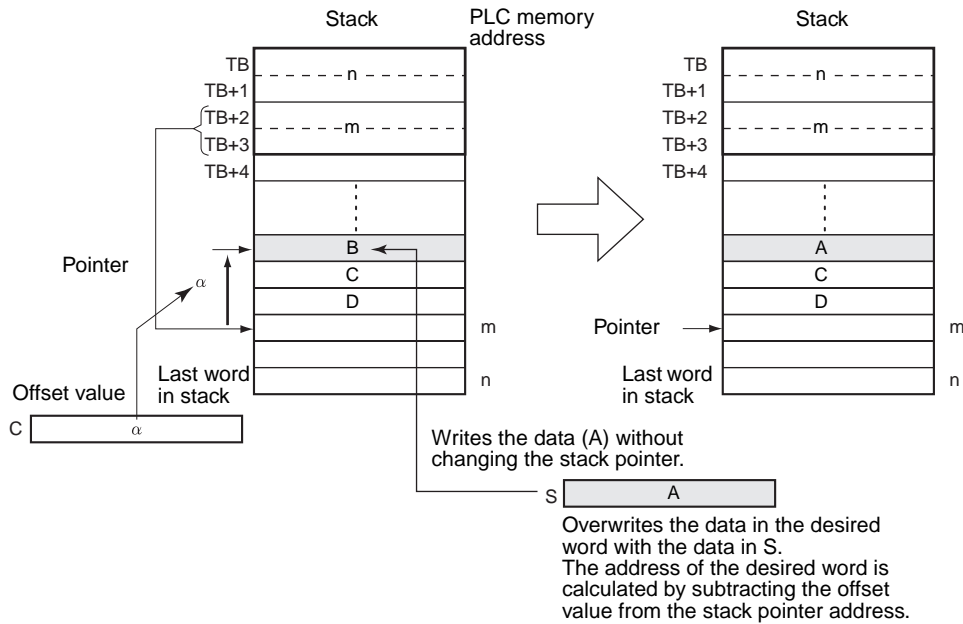 Stack
PLC memory
address
Stack
TB
n
TB+1
TB+2
m
TB+3
TB+4
TB
n
TB+1
TB+2
m
TB+3
TB+4
Pointer
α
B
C
D
m
A
C
D
Pointer
m
Offset value
Last word
in stack
n
Last word
in stack
n
C
α
Writes the data (A) without
changing the stack pointer.
S
A
Overwrites the data in the desired
word with the data in S.
The address of the desired word is
calculated by subtracting the offset
value from the stack pointer address.